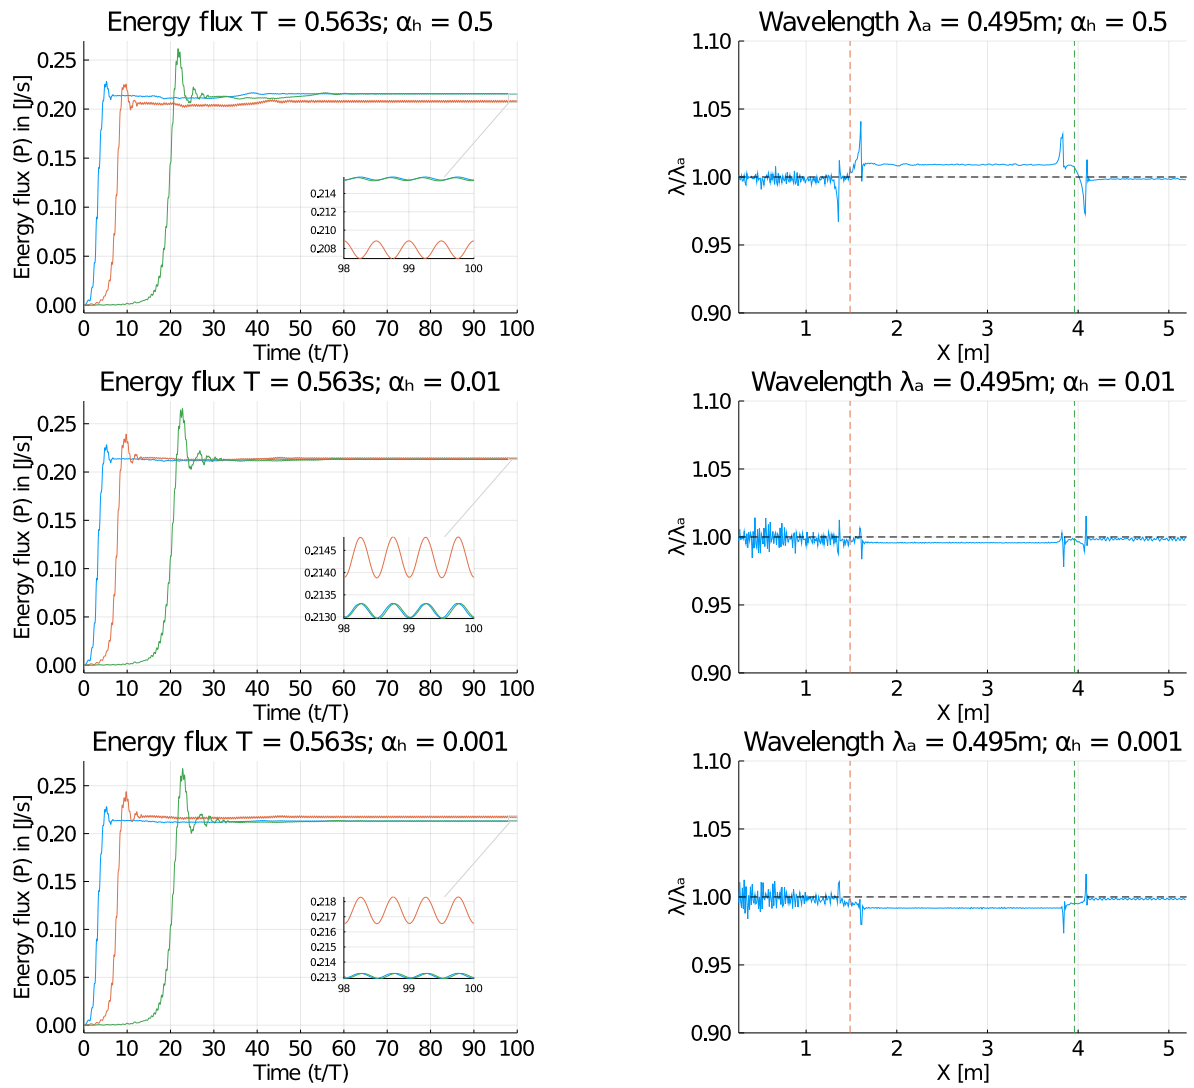 Energy flux T = 0.563s; αₕ = 0.5
Energy flux (P) in [J/s]
0.25
0.20
0.15
0.10
0.05
0.00
0.214
0.212
0.210
0.208
98 99 100
0 10 20 30 40 50 60 70 80 90 100
Time (t/T)
Wavelength λₐ = 0.495m; αₕ = 0.5
λ/λₐ
1.10
1.05
1.00
0.95
0.90
1 2 3 4 5
X [m]
Energy flux T = 0.563s; αₕ = 0.01
Energy flux (P) in [J/s]
0.25
0.20
0.15
0.10
0.05
0.00
0.2145
0.2140
0.2135
0.2130
98 99 100
0 10 20 30 40 50 60 70 80 90 100
Time (t/T)
Wavelength λₐ = 0.495m; αₕ = 0.01
λ/λₐ
1.10
1.05
1.00
0.95
0.90
1 2 3 4 5
X [m]
Energy flux T = 0.563s; αₕ = 0.001
Energy flux (P) in [J/s]
0.25
0.20
0.15
0.10
0.05
0.00
0.218
0.217
0.216
0.215
0.214
0.213
98 99 100
0 10 20 30 40 50 60 70 80 90 100
Time (t/T)
Wavelength λₐ = 0.495m; αₕ = 0.001
λ/λₐ
1.10
1.05
1.00
0.95
0.90
1 2 3 4 5
X [m]